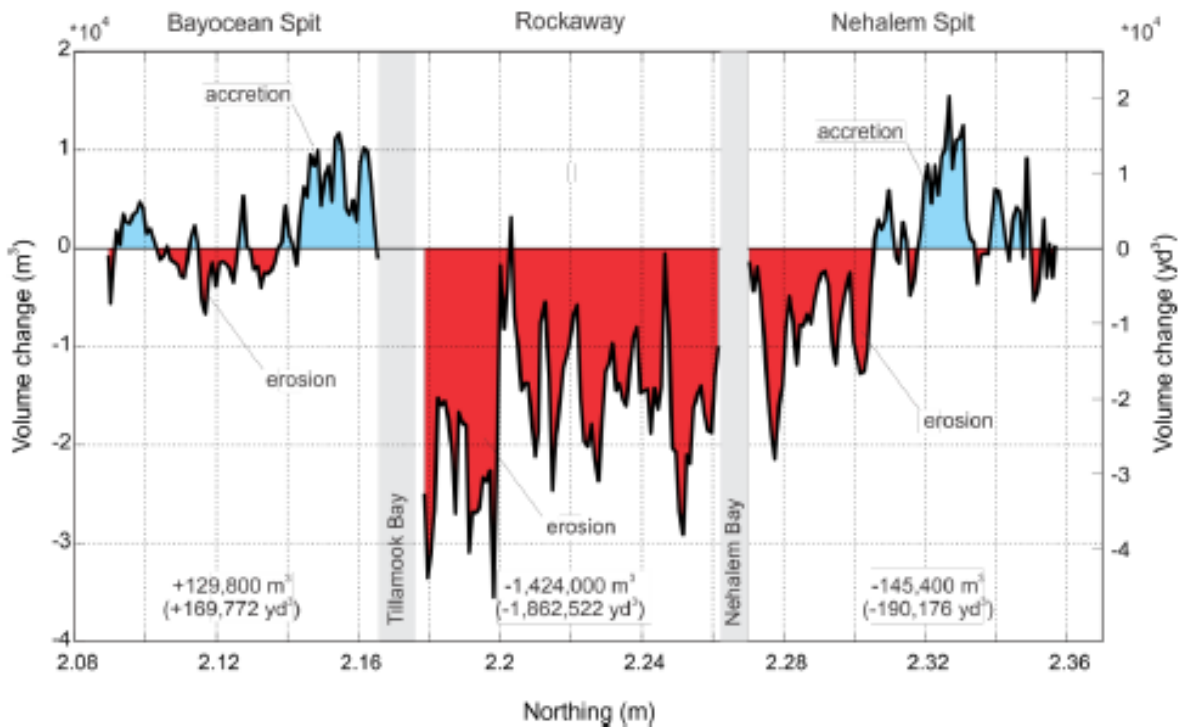 Bayocean Spit
Rockaway
Nehalem Spit
*10⁴
*10⁴
2
1
0
-1
-2
-3
-4
Volume change (m³)
2
1
0
-1
-2
-3
-4
Volume change (yd³)
accretion
erosion
erosion
accretion
erosion
Tillamook Bay
Nehalem Bay
+129,800 m³
(+169,772 yd³)
-1,424,000 m³
(-1,862,522 yd³)
-145,400 m³
(-190,176 yd³)
2.08 2.12 2.16 2.2 2.24 2.28 2.32 2.36
Northing (m)